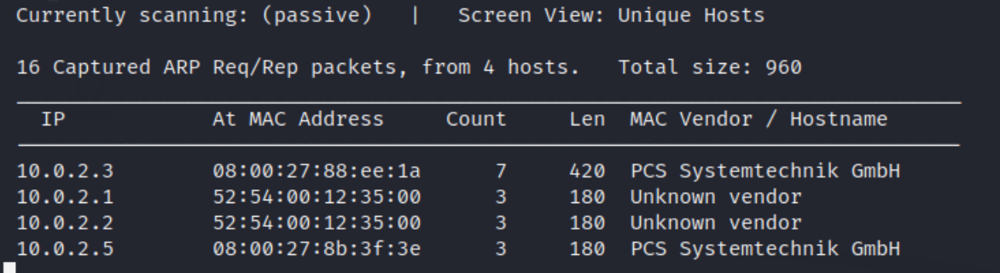 Currently scanning: (passive)   |   Screen View: Unique Hosts
16 Captured ARP Req/Rep packets, from 4 hosts.   Total size: 960
IP            At MAC Address     Count     Len  MAC Vendor / Hostname
10.0.2.3        08:00:27:88:ee:1a      7     420  PCS Systemtechnik GmbH
10.0.2.1        52:54:00:12:35:00      3     180  Unknown vendor
10.0.2.2        52:54:00:12:35:00      3     180  Unknown vendor
10.0.2.5        08:00:27:8b:3f:3e      3     180  PCS Systemtechnik GmbH